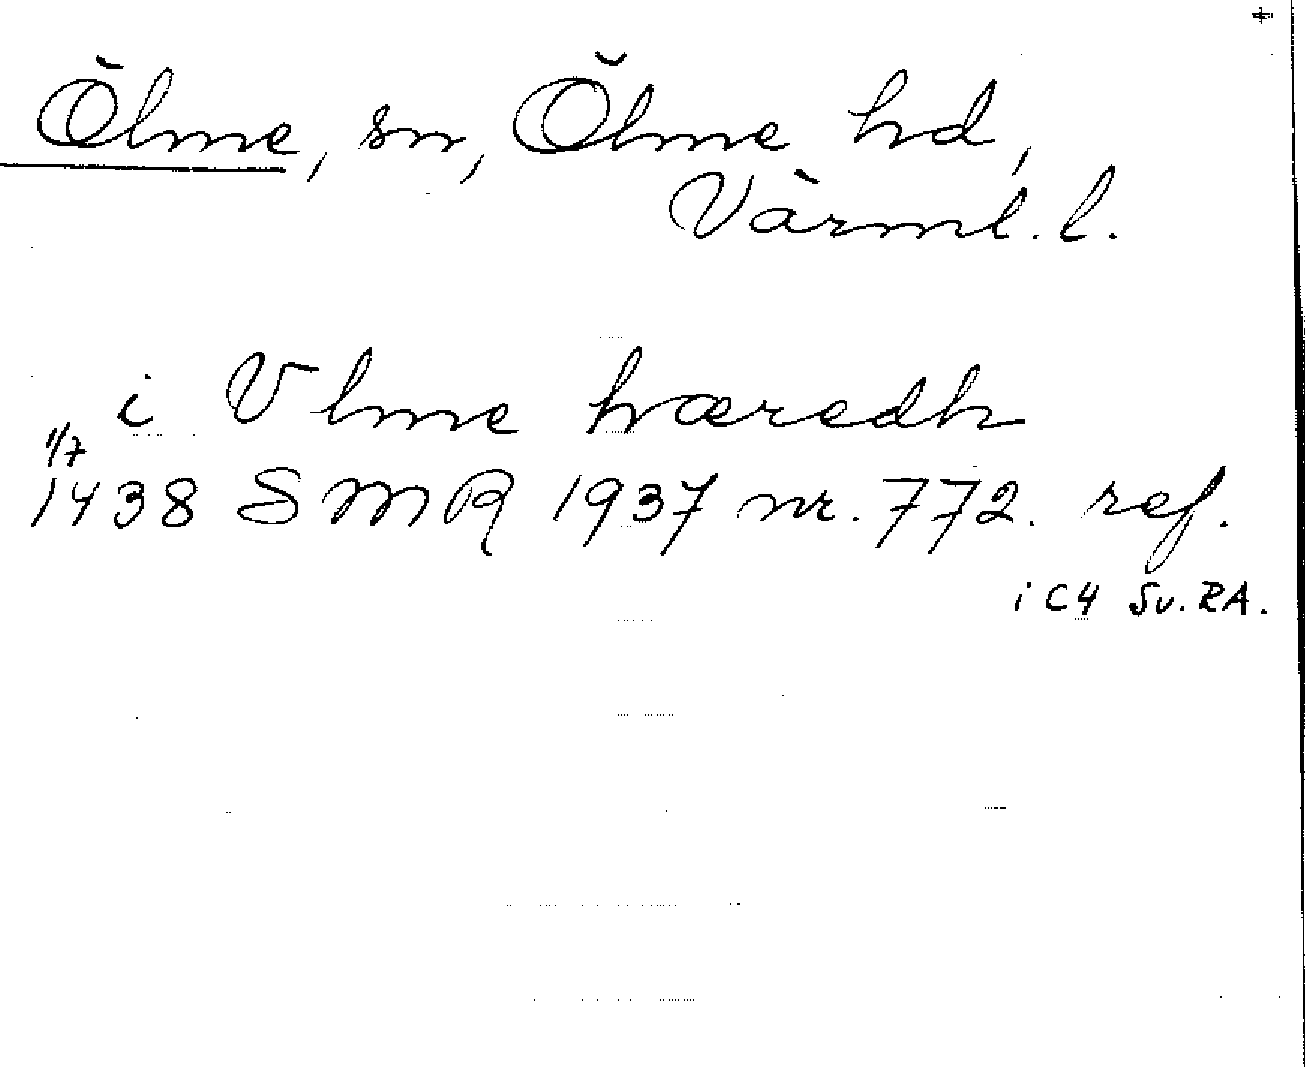 Ölme, sn, Ölme hd,
Värml. l.
i Vlme hæredh
1/7
1438 SMR 1937 nr. 772. ref.
i C4 Sv. RA.